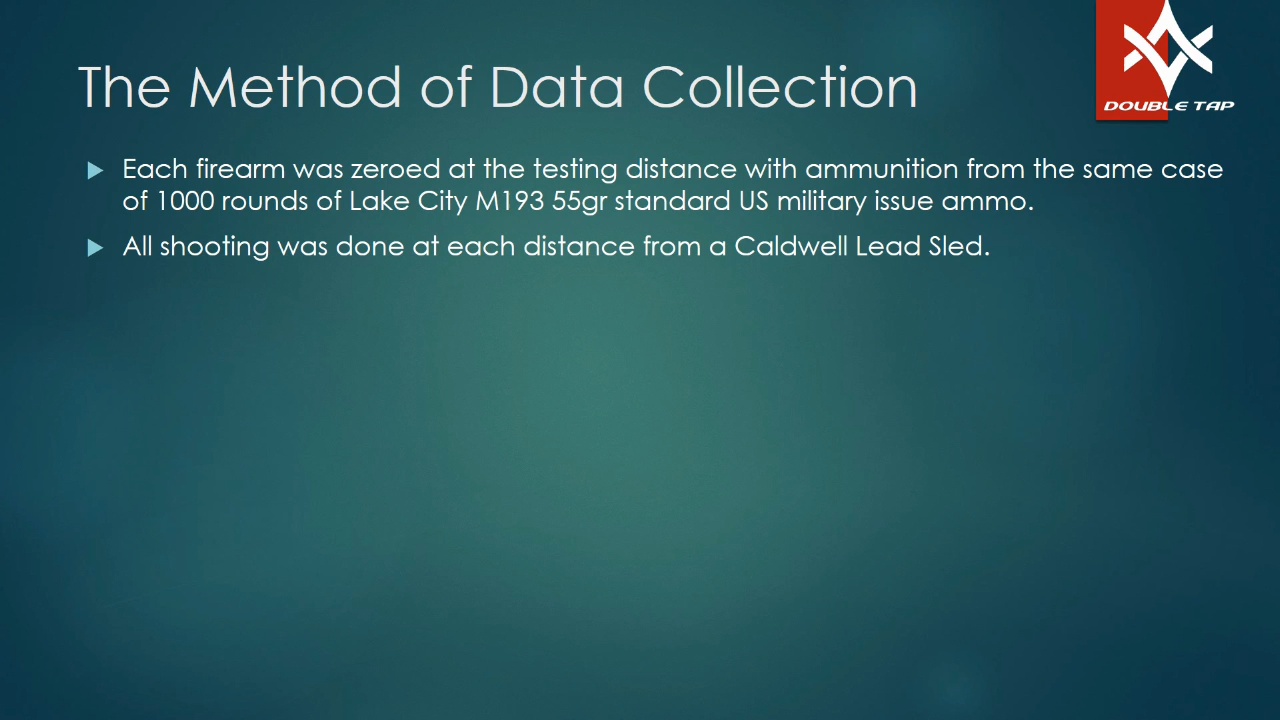 The Method of Data Collection
DOUBLE TAP
Each firearm was zeroed at the testing distance with ammunition from the same case
of 1000 rounds of Lake City M193 55gr standard US military issue ammo.
All shooting was done at each distance from a Caldwell Lead Sled.